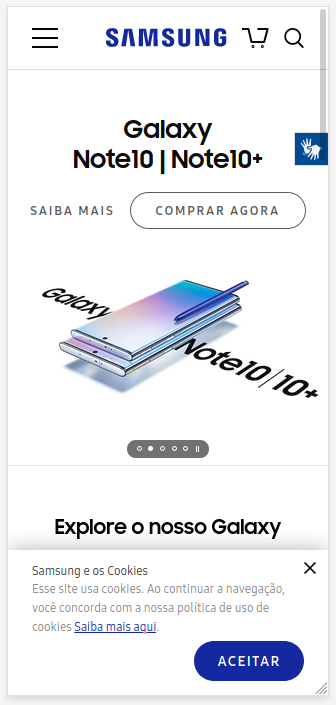 SAMSUNG
Galaxy
Note10 | Note10+
SAIBA MAIS
COMPRAR AGORA
Galaxy
Note10/10+
Explore o nosso Galaxy
Samsung e os Cookies
Esse site usa cookies. Ao continuar a navegação,
você concorda com a nossa política de uso de
cookies Saiba mais aqui.
ACEITAR